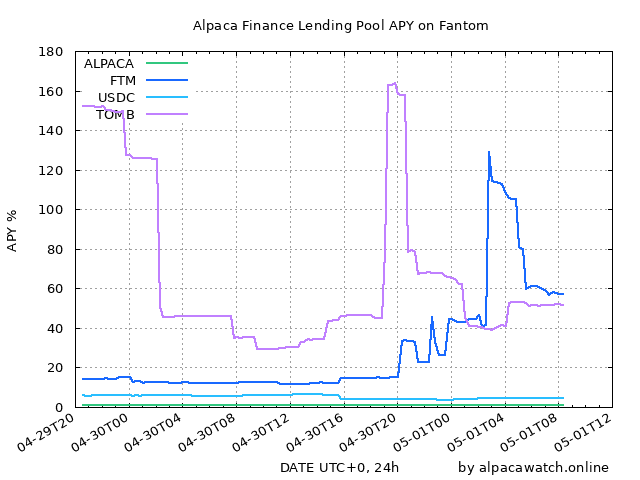 Alpaca Finance Lending Pool APY on Fantom
APY %
180
160
140
120
100
80
60
40
20
0
ALPACA
FTM
USDC
TOMB
04-29T20
04-30T00
04-30T04
04-30T08
04-30T12
04-30T16
04-30T20
05-01T00
05-01T04
05-01T08
05-01T12
DATE UTC+0, 24h
by alpacawatch.online